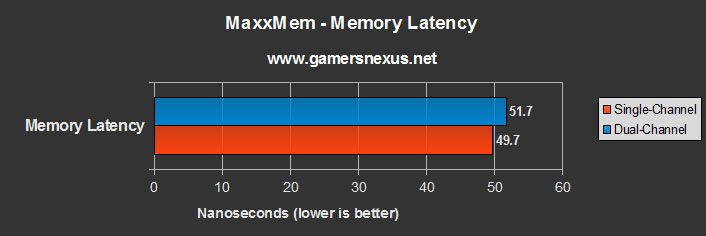 MaxxMem - Memory Latency
www.gamersnexus.net
Memory Latency
51.7
49.7
Single-Channel
Dual-Channel
0 10 20 30 40 50 60
Nanoseconds (lower is better)